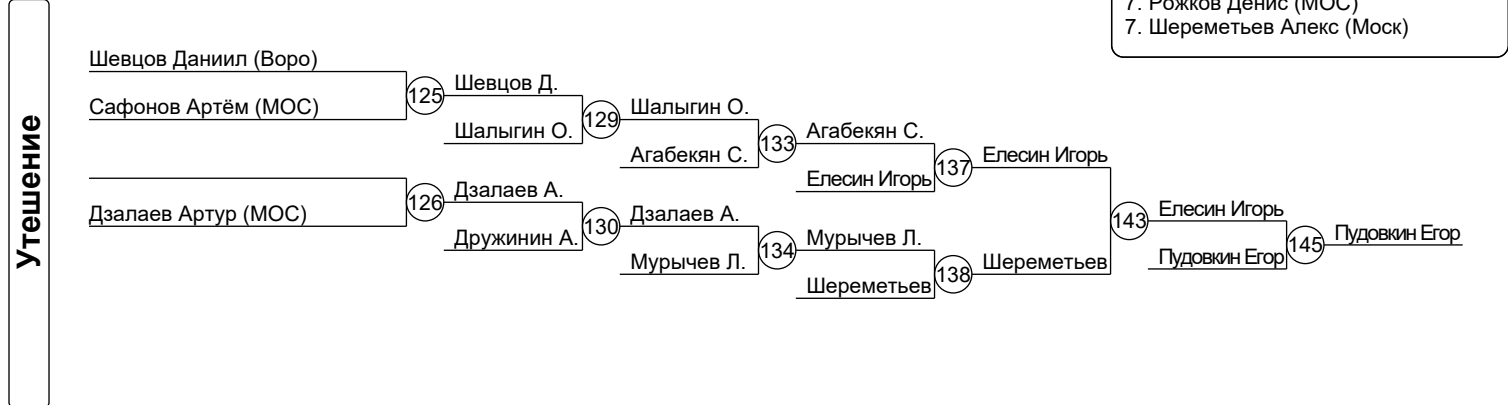 7. Рожков Денис (МОС)
7. Шереметьев Алекс (Моск)
Утешение
Шевцов Даниил (Воро)
Сафонов Артём (МОС)
125
Шевцов Д.
Шалыгин О.
129
Шалыгин О.
Агабекян С.
133
Агабекян С.
Елесин Игорь
137
Елесин Игорь
Дзалаев Артур (МОС)
126
Дзалаев А.
Дружинин А.
130
Дзалаев А.
Мурычев Л.
134
Мурычев Л.
Шереметьев
138
Шереметьев
143
Елесин Игорь
Пудовкин Егор
145
Пудовкин Егор